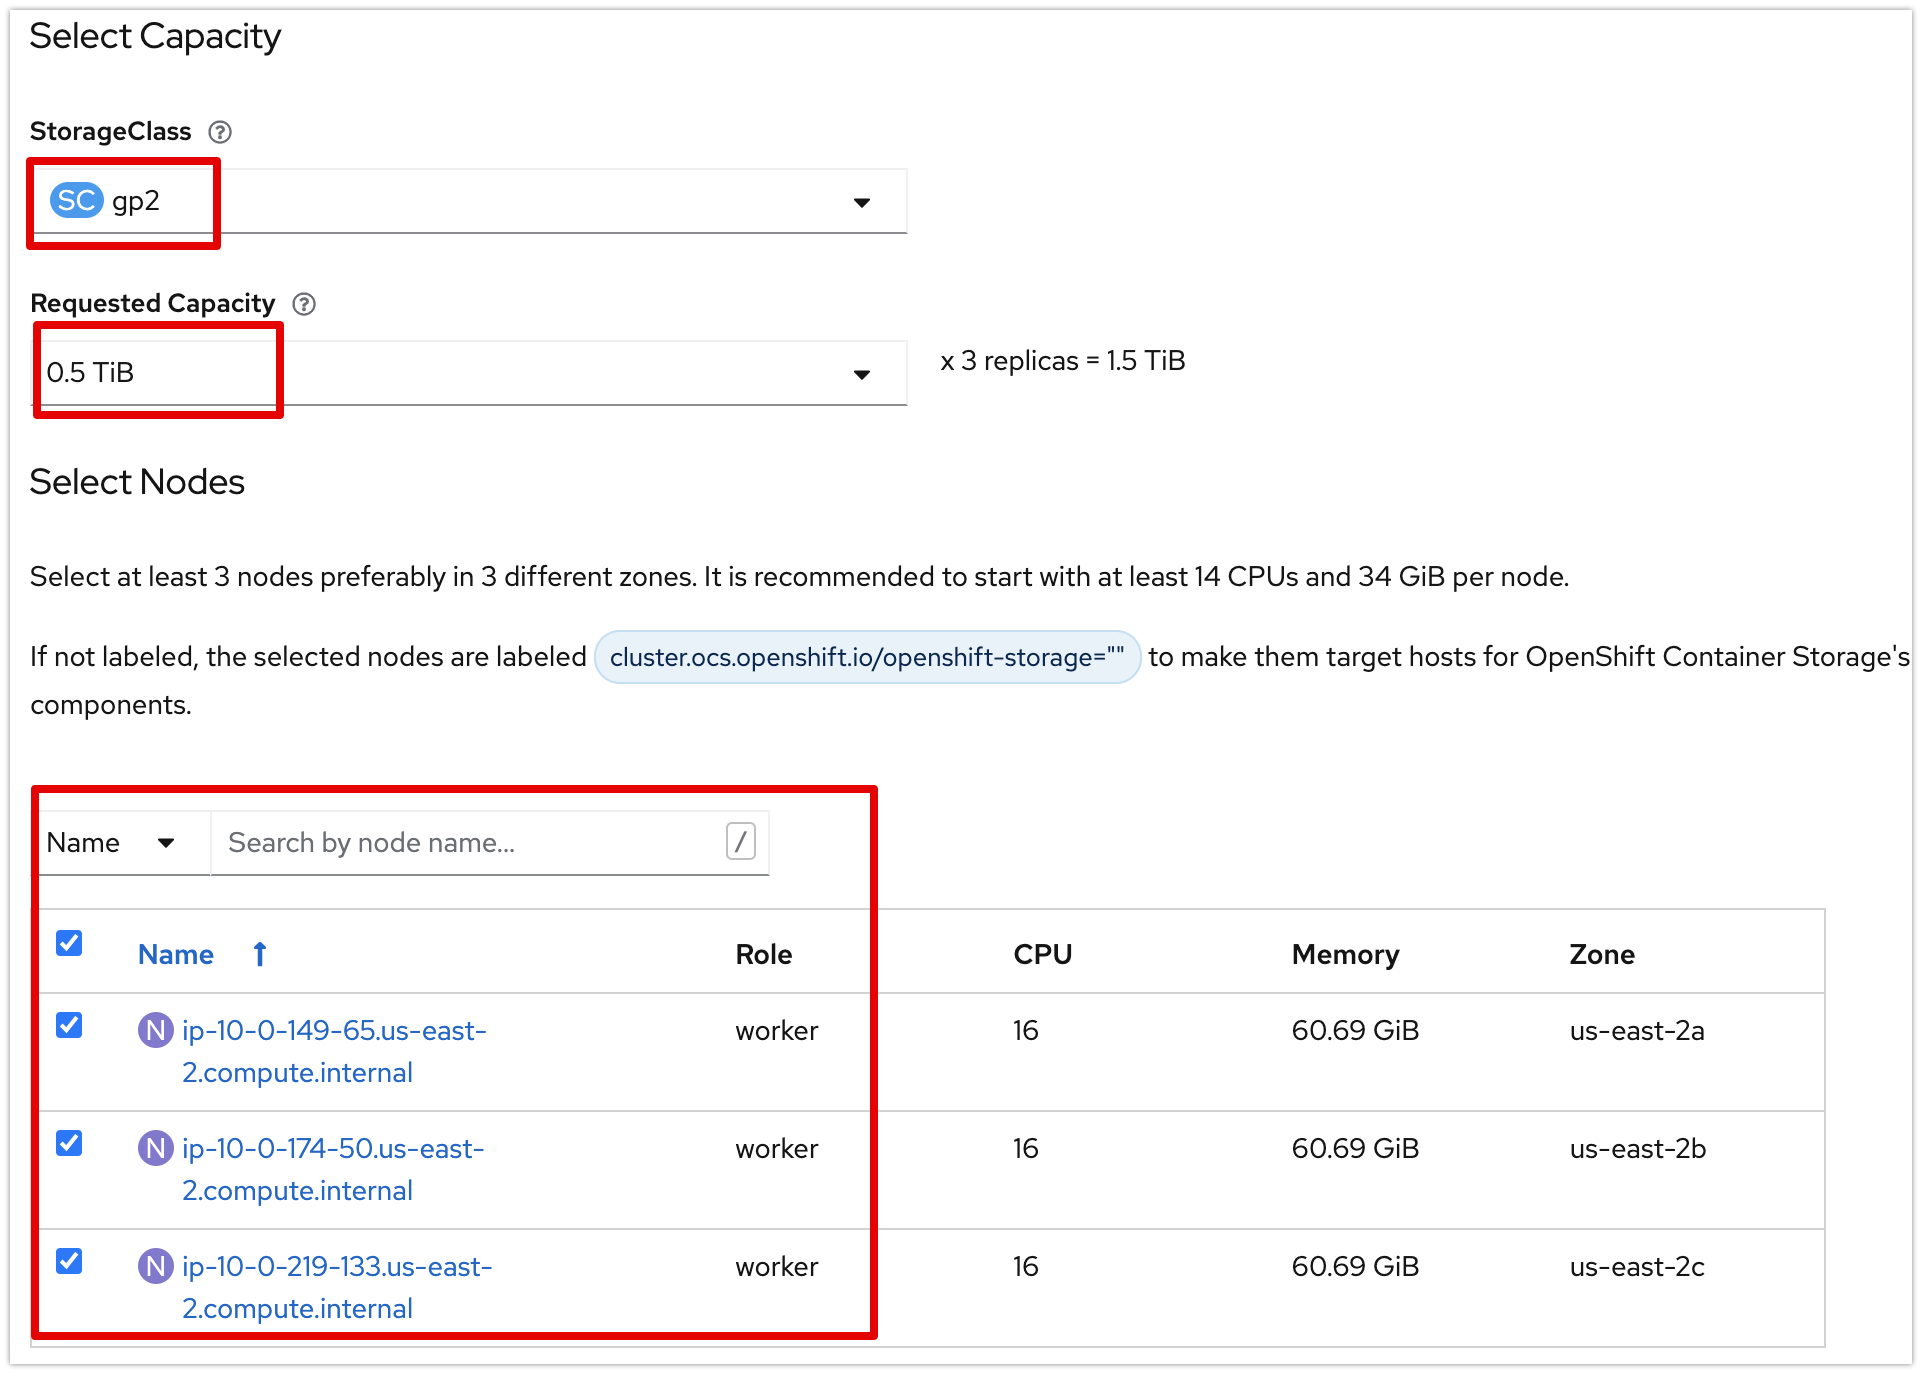 Select Capacity
StorageClass ?
SC gp2
Requested Capacity ?
0.5 TiB
x 3 replicas = 1.5 TiB
Select Nodes
Select at least 3 nodes preferably in 3 different zones. It is recommended to start with at least 14 CPUs and 34 GiB per node.
If not labeled, the selected nodes are labeled cluster.ocs.openshift.io/openshift-storage="" to make them target hosts for OpenShift Container Storage's
components.
Name Search by node name... /
Name ↑ Role CPU Memory Zone
N ip-10-0-149-65.us-east- worker 16 60.69 GiB us-east-2a
2.compute.internal
N ip-10-0-174-50.us-east- worker 16 60.69 GiB us-east-2b
2.compute.internal
N ip-10-0-219-133.us-east- worker 16 60.69 GiB us-east-2c
2.compute.internal